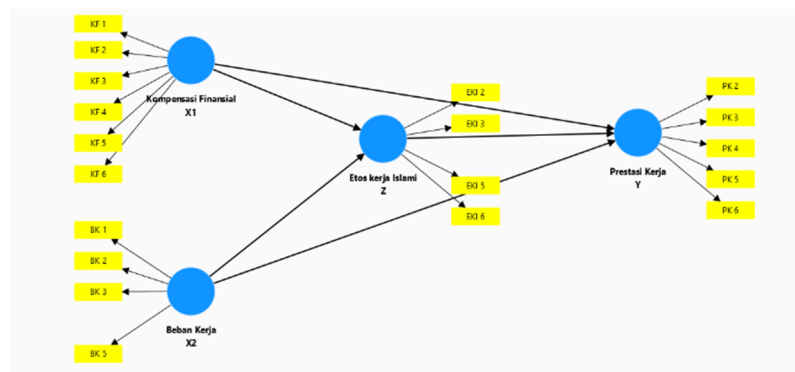 KF 1
KF 2
KF 3
KF 4
KF 5
KF 6
Kompensasi Finansial
X1
EKI 2
EKI 3
EKI 5
EKI 6
Etos kerja Islami
Z
PK 2
PK 3
PK 4
PK 5
PK 6
Prestasi Kerja
Y
BK 1
BK 2
BK 3
BK 5
Beban Kerja
X2